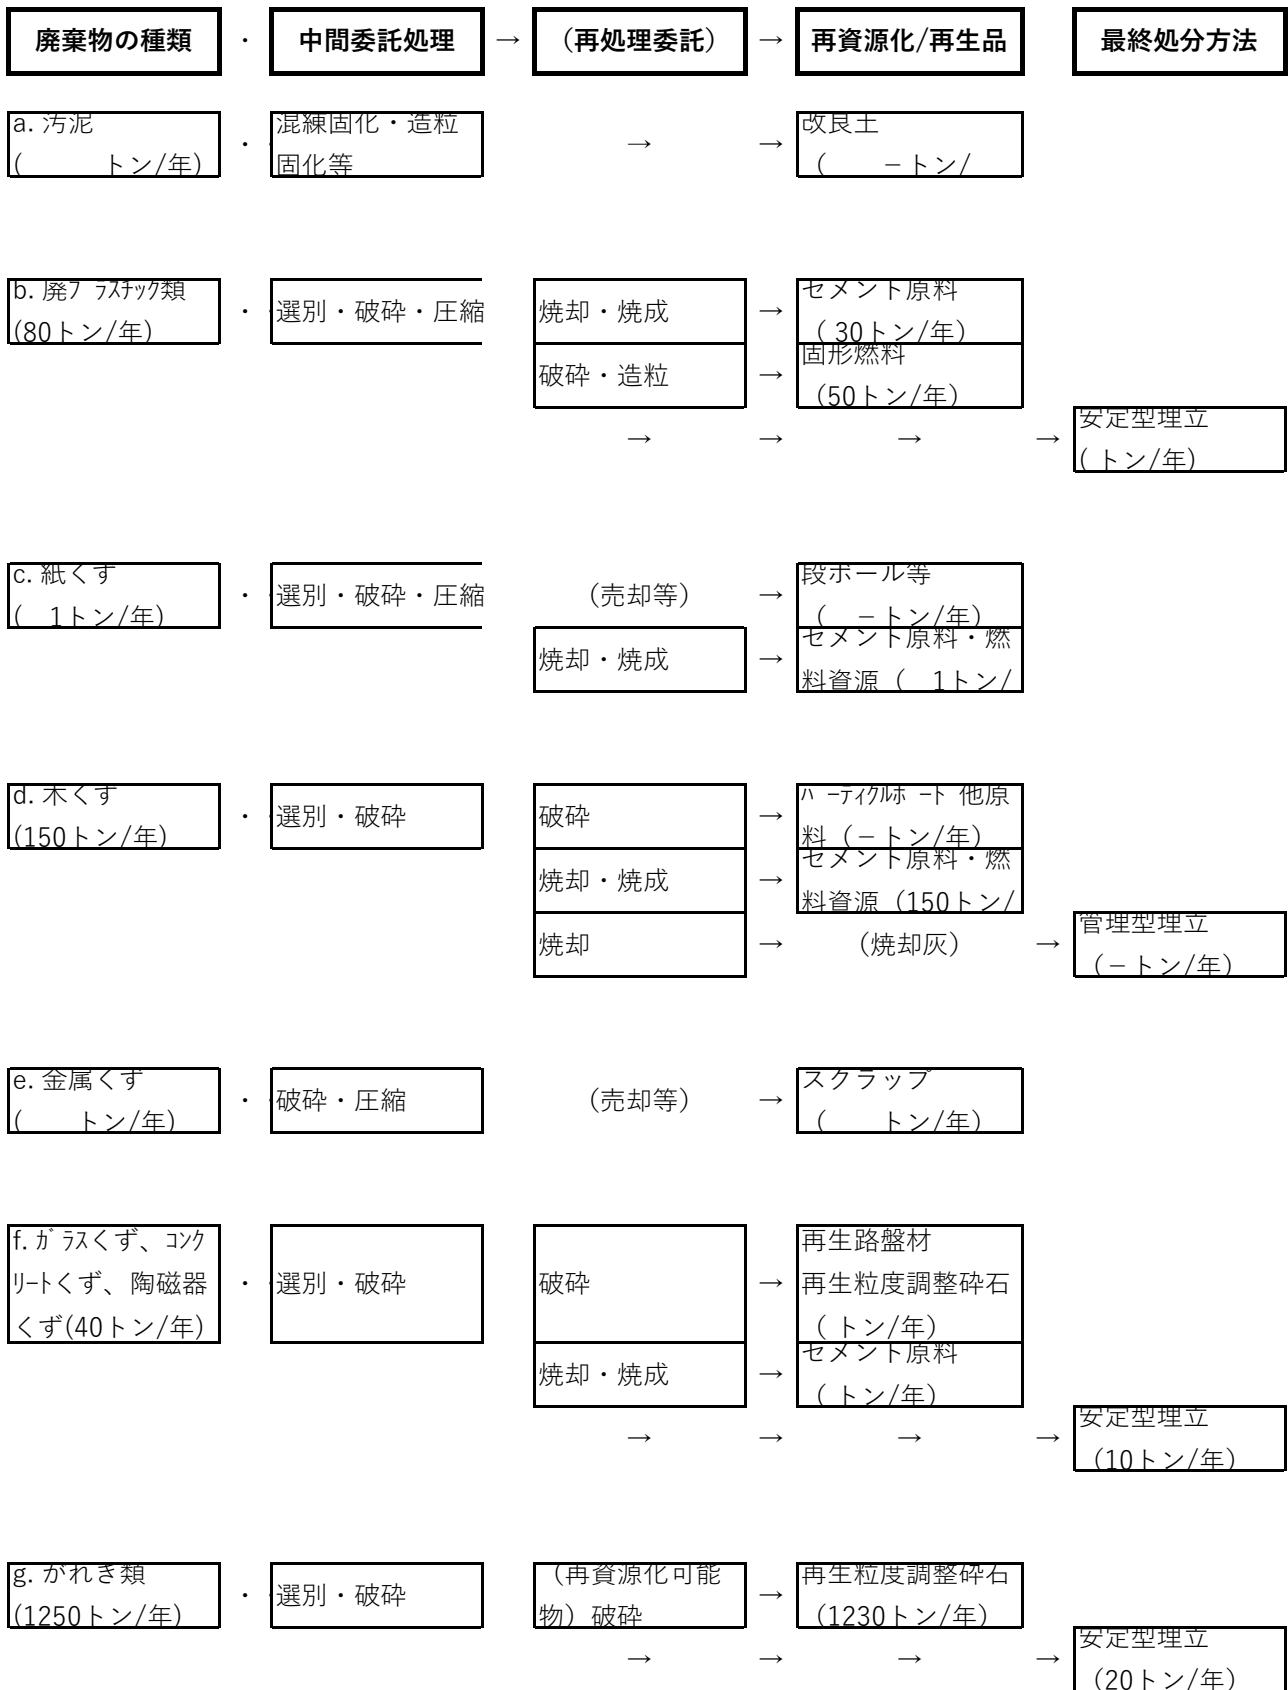 廃棄物の種類 ・ 中間委託処理 → （再処理委託） → 再資源化/再生品 最終処分方法
a. 汚泥
(　　　トン/年) ・ 混練固化・造粒
固化等 → → 改良土
（　　－トン/
b. 廃プラスチック類
(80トン/年) ・ 選別・破砕・圧縮 焼却・焼成 → セメント原料
（ 30トン/年）
破砕・造粒 → 固形燃料
（50トン/年）
→ → → → 安定型埋立
( トン/年)
c. 紙くず
(　1トン/年) ・ 選別・破砕・圧縮 （売却等） → 段ボール等
（　－トン/年）
焼却・焼成 → セメント原料・燃
料資源（　1トン/
d. 木くず
(150トン/年) ・ 選別・破砕 破砕 → パーティクルボード他原
料（－トン/年）
焼却・焼成 → セメント原料・燃
料資源（150トン/
焼却 → （焼却灰） → 管理型埋立
（－トン/年）
e. 金属くず
(　　トン/年) ・ 破砕・圧縮 （売却等） → スクラップ
（　　トン/年）
f. ガラスくず、コンク
リートくず、陶磁器
くず(40トン/年) ・ 選別・破砕 破砕 → 再生路盤材
再生粒度調整砕石
（ トン/年）
焼却・焼成 → セメント原料
（ トン/年）
→ → → → 安定型埋立
（10トン/年）
g. がれき類
(1250トン/年) ・ 選別・破砕 （再資源化可能
物）破砕 → 再生粒度調整砕石
（1230トン/年）
→ → → → 安定型埋立
（20トン/年）